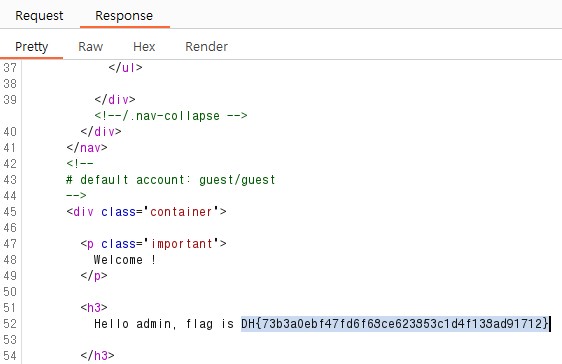 Request Response
Pretty Raw Hex Render
37 </ul>
38
39 </div>
<!--/.nav-collapse -->
40 </div>
41 </nav>
42 <!--
43 # default account: guest/guest
44 -->
45 <div class="container">
46
47 <p class="important">
48 Welcome !
49 </p>
50
51 <h3>
52 Hello admin, flag is DH{73b3a0ebf47fd6f68ce623853c1d4f138ad91712}
53
54 </h3>